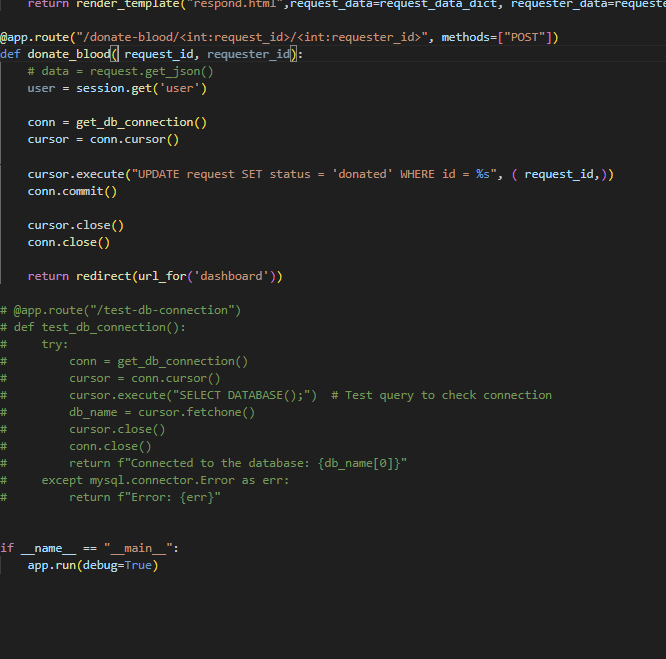 return render_template("respond.html",request_data=request_data_dict, requester_data=requeste
@app.route("/donate-blood/<int:request_id>/<int:requester_id>", methods=["POST"])
def donate_blood( request_id, requester_id):
    # data = request.get_json()
    user = session.get('user')
    conn = get_db_connection()
    cursor = conn.cursor()
    cursor.execute("UPDATE request SET status = 'donated' WHERE id = %s", ( request_id,))
    conn.commit()
    cursor.close()
    conn.close()
    return redirect(url_for('dashboard'))
# @app.route("/test-db-connection")
# def test_db_connection():
#     try:
#         conn = get_db_connection()
#         cursor = conn.cursor()
#         cursor.execute("SELECT DATABASE();")  # Test query to check connection
#         db_name = cursor.fetchone()
#         cursor.close()
#         conn.close()
#         return f"Connected to the database: {db_name[0]}"
#     except mysql.connector.Error as err:
#         return f"Error: {err}"
if __name__ == "__main__":
    app.run(debug=True)